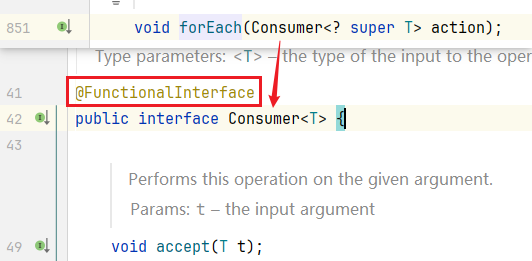 851 void forEach(Consumer<? super T> action);
Type parameters: <T> – the type of the input to the oper
41 @FunctionalInterface
42 public interface Consumer<T> {
43
Performs this operation on the given argument.
Params: t – the input argument
49 void accept(T t);